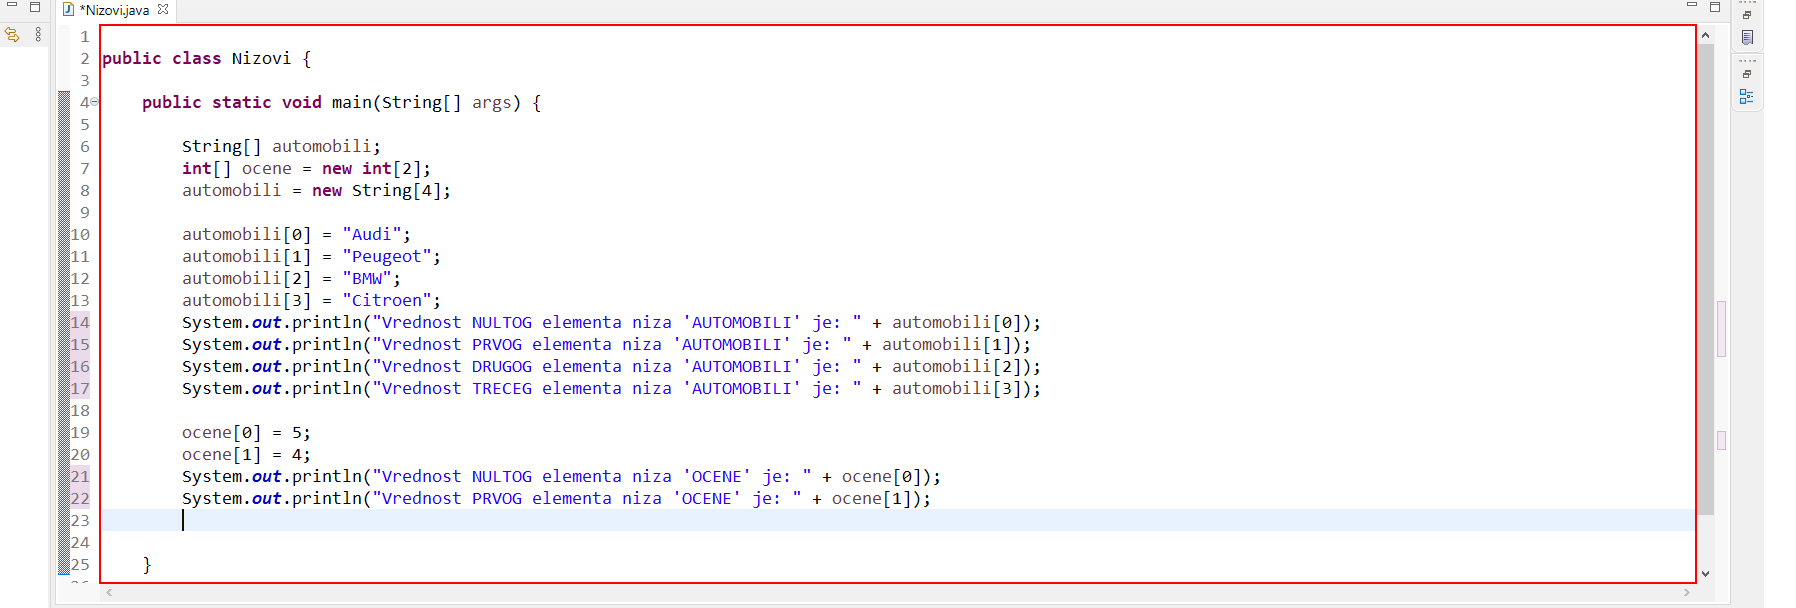 *Nizovi.java
1
2 public class Nizovi {
3
4 public static void main(String[] args) {
5
6 String[] automobili;
7 int[] ocene = new int[2];
8 automobili = new String[4];
9
10 automobili[0] = "Audi";
11 automobili[1] = "Peugeot";
12 automobili[2] = "BMW";
13 automobili[3] = "Citroen";
14 System.out.println("Vrednost NULTOG elementa niza 'AUTOMOBILI' je: " + automobili[0]);
15 System.out.println("Vrednost PRVOG elementa niza 'AUTOMOBILI' je: " + automobili[1]);
16 System.out.println("Vrednost DRUGOG elementa niza 'AUTOMOBILI' je: " + automobili[2]);
17 System.out.println("Vrednost TRECEG elementa niza 'AUTOMOBILI' je: " + automobili[3]);
18
19 ocene[0] = 5;
20 ocene[1] = 4;
21 System.out.println("Vrednost NULTOG elementa niza 'OCENE' je: " + ocene[0]);
22 System.out.println("Vrednost PRVOG elementa niza 'OCENE' je: " + ocene[1]);
23
24
25 }